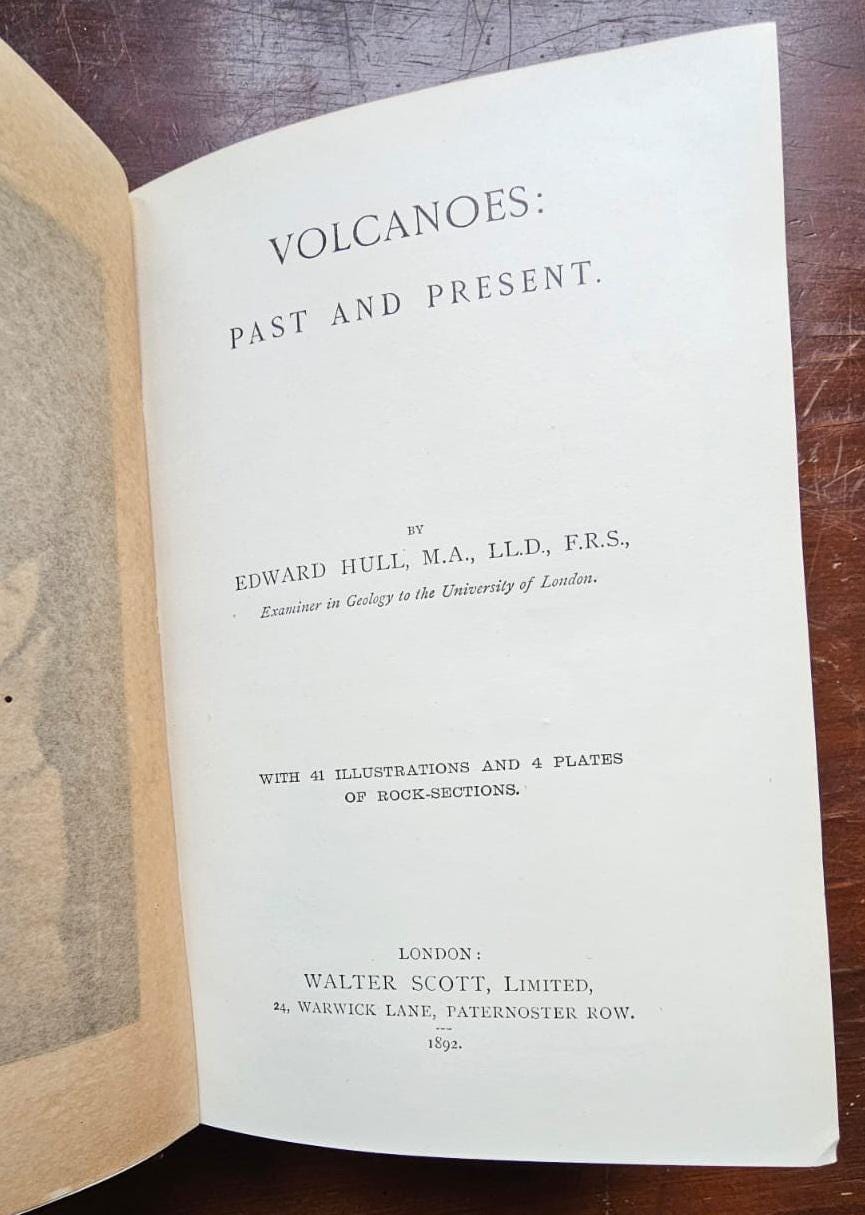 VOLCANOES:
PAST AND PRESENT.
BY
EDWARD HULL, M.A., LL.D., F.R.S.,
Examiner in Geology to the University of London.
WITH 41 ILLUSTRATIONS AND 4 PLATES
OF ROCK-SECTIONS.
LONDON:
WALTER SCOTT, LIMITED,
24, WARWICK LANE, PATERNOSTER ROW.
1892.